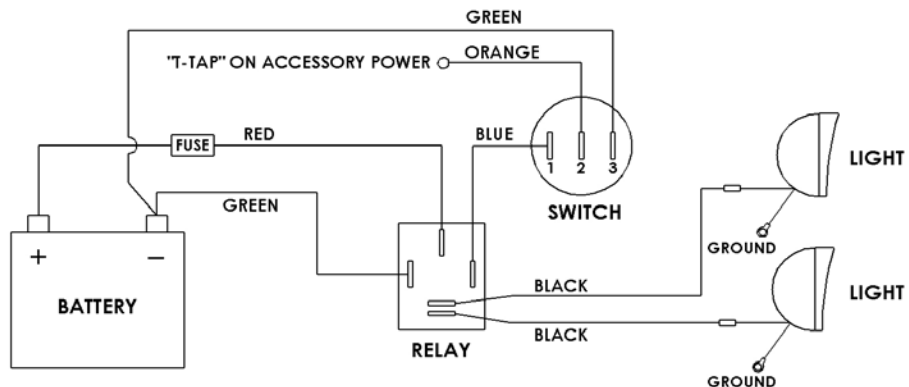 GREEN
"T-TAP" ON ACCESSORY POWER
ORANGE
FUSE
RED
BLUE
1 2 3
LIGHT
GREEN
SWITCH
GROUND
+ −
BATTERY
BLACK
LIGHT
BLACK
RELAY
GROUND